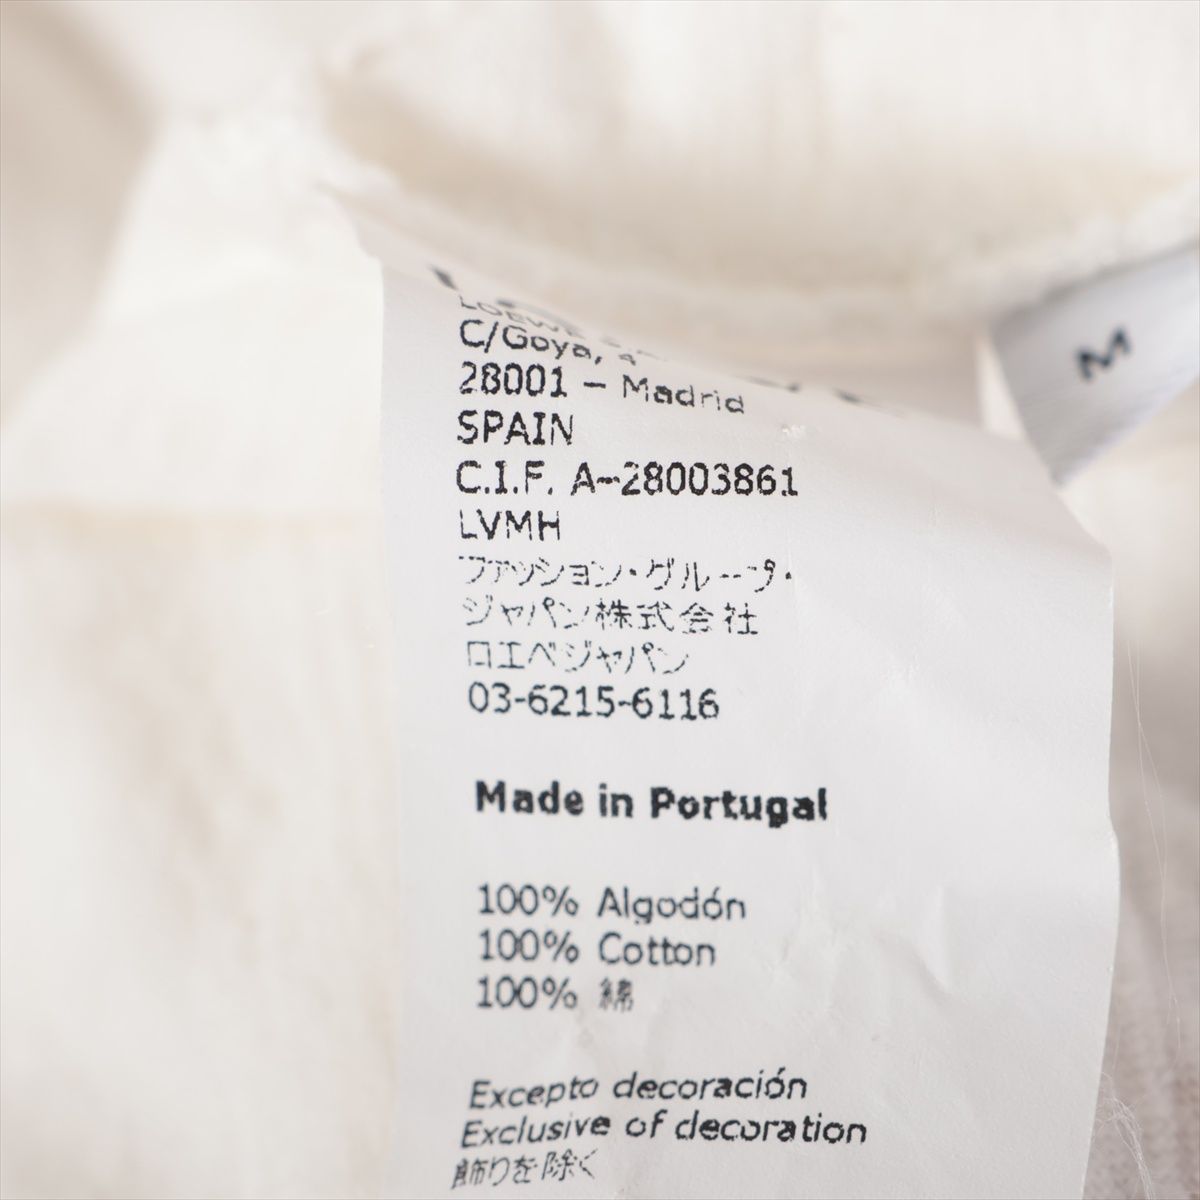 LOEWE
C/Goya, 4
28001 – Madrid
SPAIN
C.I.F. A-28003861
LVMH
ファッション・グループ・
ジャパン株式会社
ロエベジャパン
03-6215-6116
Made in Portugal
100% Algodón
100% Cotton
100% 綿
Excepto decoración
Exclusive of decoration
飾りを除く
M